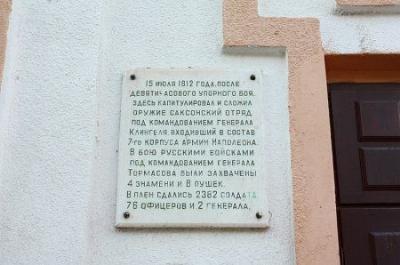 15 ИЮЛЯ 1812 ГОДА, ПОСЛЕ
ДЕВЯТИЧАСОВОГО УПОРНОГО БОЯ,
ЗДЕСЬ КАПИТУЛИРОВАЛ И СЛОЖИЛ
ОРУЖИЕ САКСОНСКИЙ ОТРЯД
ПОД КОМАНДОВАНИЕМ ГЕНЕРАЛА
КЛИНГЕЛЯ, ВХОДИВШИЙ В СОСТАВ
7-ГО КОРПУСА АРМИИ НАПОЛЕОНА.
В БОЮ РУССКИМИ ВОЙСКАМИ
ПОД КОМАНДОВАНИЕМ ГЕНЕРАЛА
ТОРМАСОВА БЫЛИ ЗАХВАЧЕНЫ
4 ЗНАМЕНИ И 8 ПУШЕК.
В ПЛЕН СДАЛИСЬ 2362 СОЛДАТА,
76 ОФИЦЕРОВ И 2 ГЕНЕРАЛА.